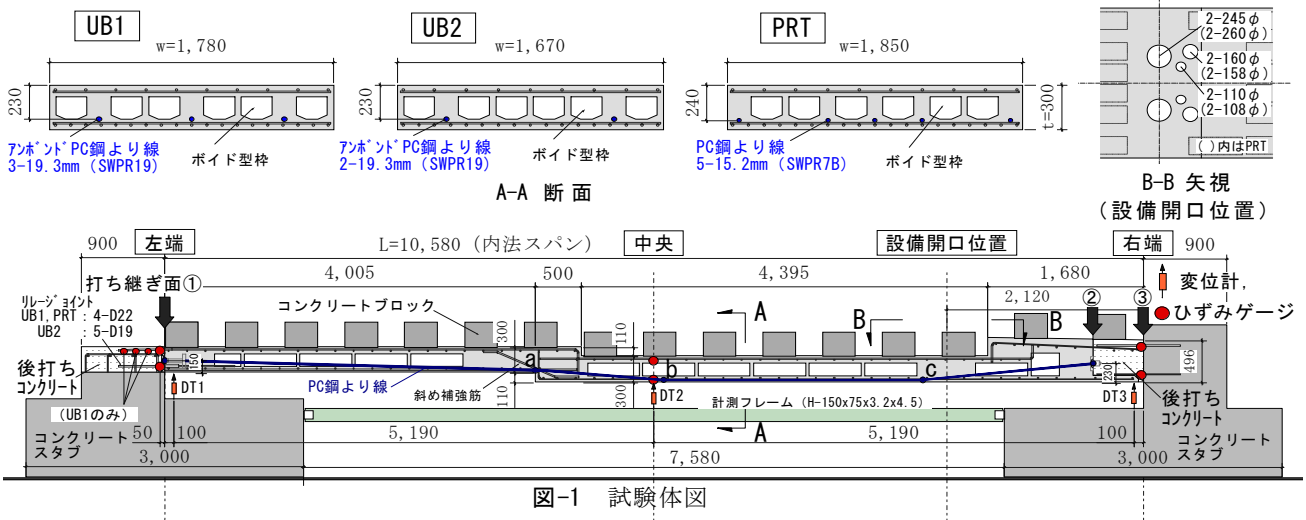 UB1
w=1,780
230
ｱﾝﾎﾞﾝﾄﾞPC鋼より線
3-19.3mm (SWPR19)
ボイド型枠
UB2
w=1,670
230
ｱﾝﾎﾞﾝﾄﾞPC鋼より線
2-19.3mm (SWPR19)
ボイド型枠
PRT
w=1,850
240
t=300
PC鋼より線
5-15.2mm (SWPR7B)
ボイド型枠
A-A 断面
2-245φ
(2-260φ)
2-160φ
(2-158φ)
2-110φ
(2-108φ)
( )内はPRT
B-B 矢視
(設備開口位置)
900
左端
L=10,580 (内法スパン)
中央
設備開口位置
右端
900
4,005
500
4,395
1,680
2,120
打ち継ぎ面①
②
③
変位計,
ひずみゲージ
ﾘﾚｰｼﾞｮｲﾝﾄ
UB1,PRT : 4-D22
UB2 : 5-D19
コンクリートブロック
300
110
A
B
B
後打ち
コンクリート
150
PC鋼より線
a
b
c
斜め補強筋
110
300
230
496
(UB1のみ)
DT1
DT2
DT3
計測フレーム (H-150x75x3.2x4.5)
後打ち
コンクリート
A
コンクリート
スタブ
50
100
5,190
5,190
100
コンクリート
スタブ
3,000
7,580
3,000
図-1 試験体図